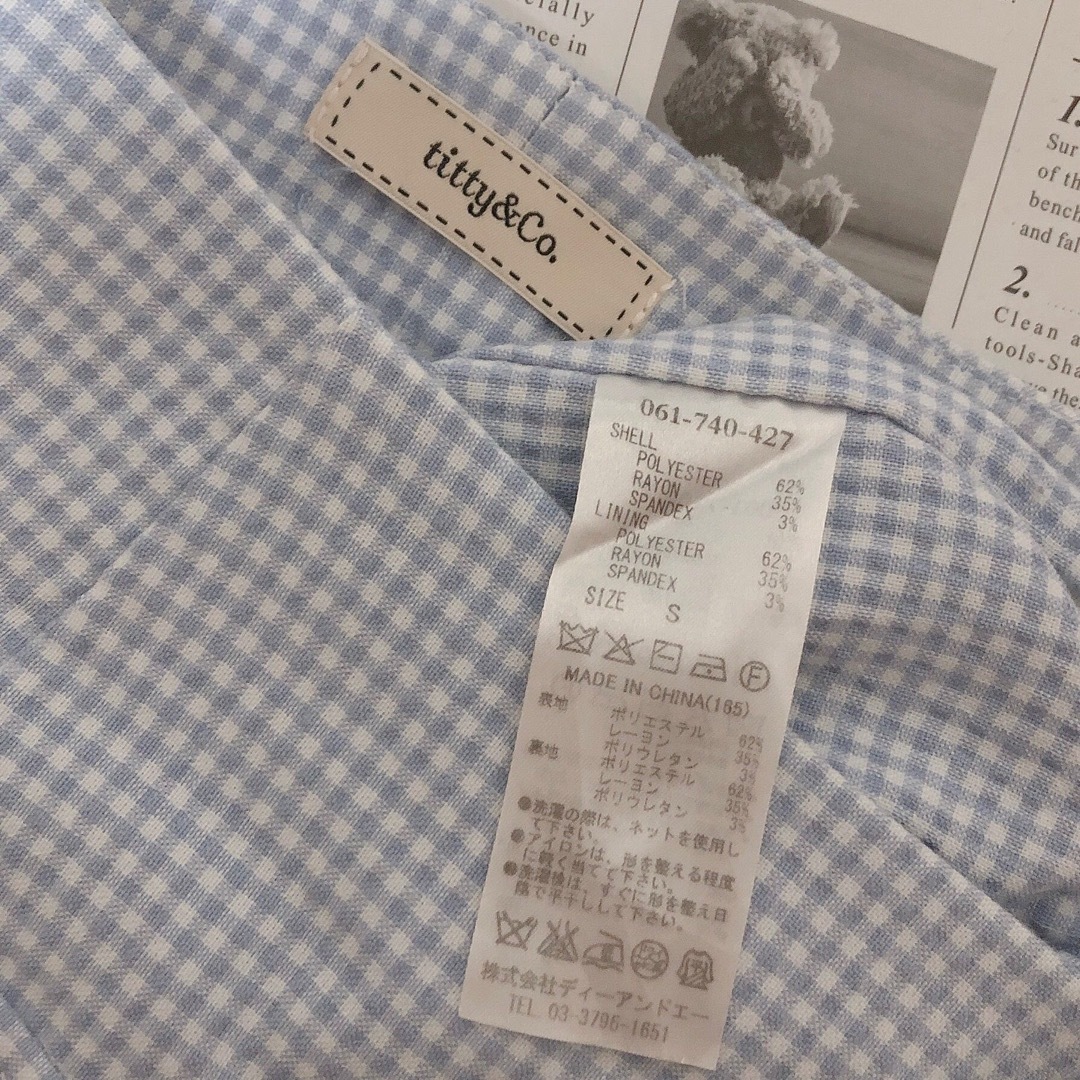 titty&Co.
061-740-427
SHELL
POLYESTER 62%
RAYON 35%
SPANDEX 3%
LINING
POLYESTER 62%
RAYON 35%
SPANDEX 3%
SIZE S
F
MADE IN CHINA(165)
表地 ポリエステル 62%
レーヨン 35%
ポリウレタン 3%
裏地 ポリエステル 62%
レーヨン 35%
ポリウレタン 3%
●洗濯の際は、ネットを使用し
て下さい。
●アイロンは、形を整える程度
に軽く当てて下さい。
●洗濯後は、すぐに形を整え日
陰で平干しして下さい。
株式会社ディーアンドエー
TEL 03-3796-1651
in
1.
of
and
2.
Clean